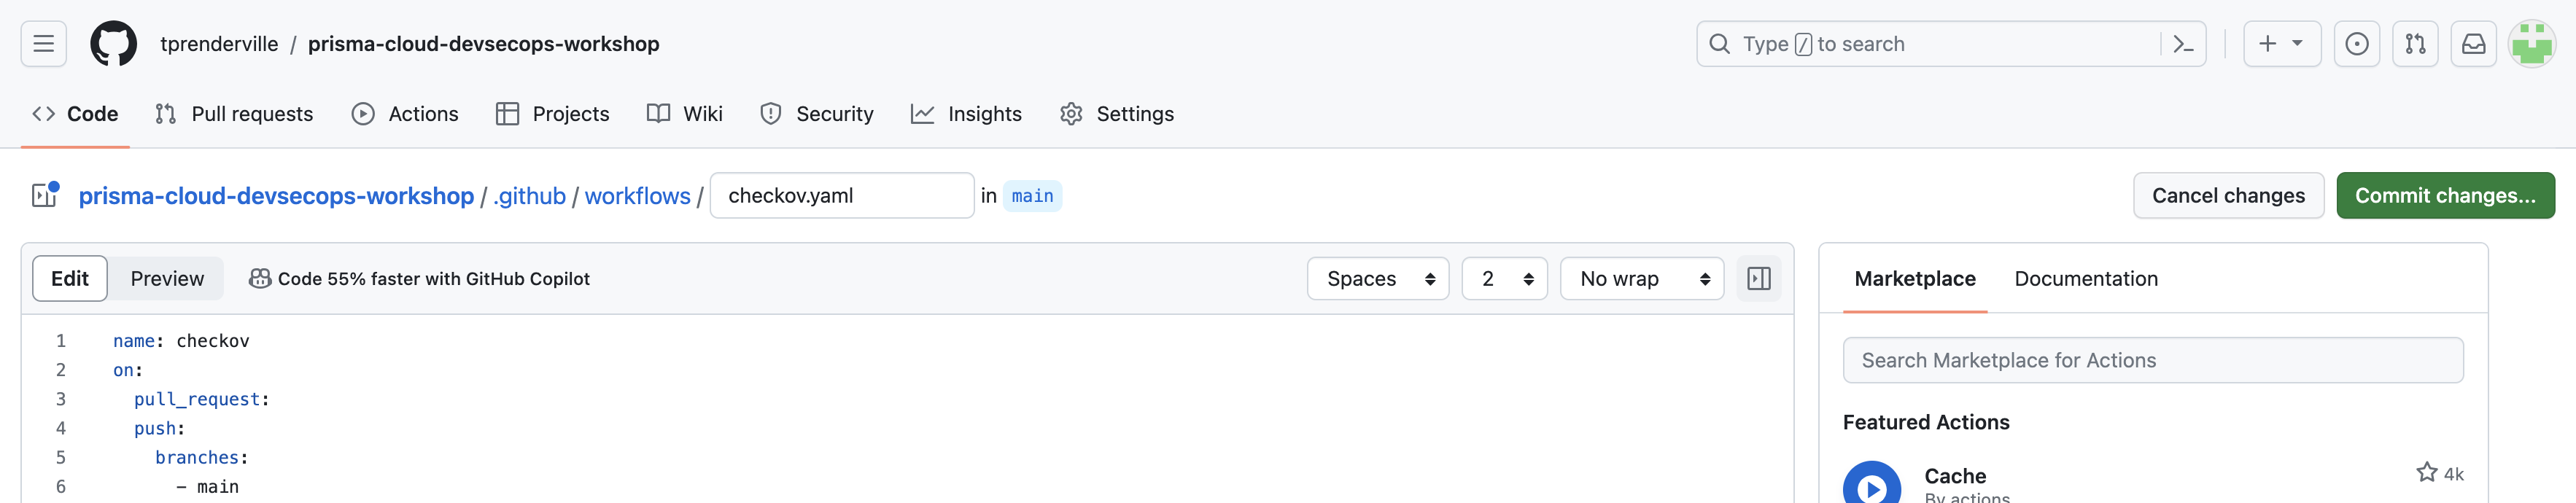 tprenderville / prisma-cloud-devsecops-workshop
Type / to search
Code Pull requests Actions Projects Wiki Security Insights Settings
prisma-cloud-devsecops-workshop / .github / workflows / checkov.yaml in main
Cancel changes Commit changes...
Edit Preview Code 55% faster with GitHub Copilot Spaces 2 No wrap
1 name: checkov
2 on:
3 pull_request:
4 push:
5 branches:
6 - main
Marketplace Documentation
Search Marketplace for Actions
Featured Actions
Cache 4k
By actions